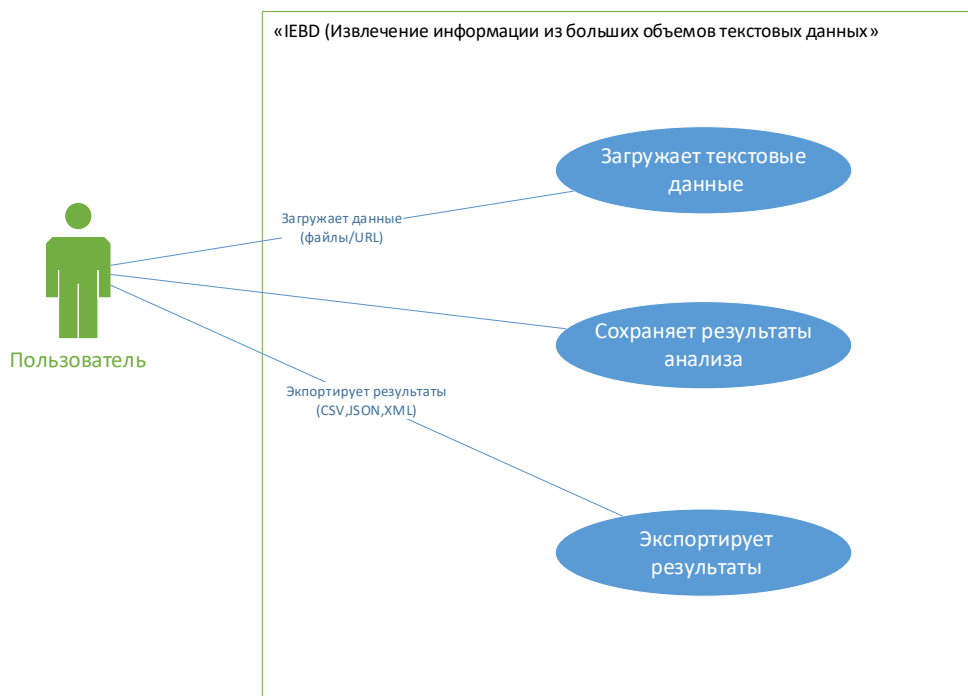 «IEBD (Извлечение информации из больших объемов текстовых данных»
Загружает текстовые
данные
Загружает данные
(файлы/URL)
Сохраняет результаты
анализа
Пользователь
Экпортирует результаты
(CSV,JSON,XML)
Экспортирует
результаты